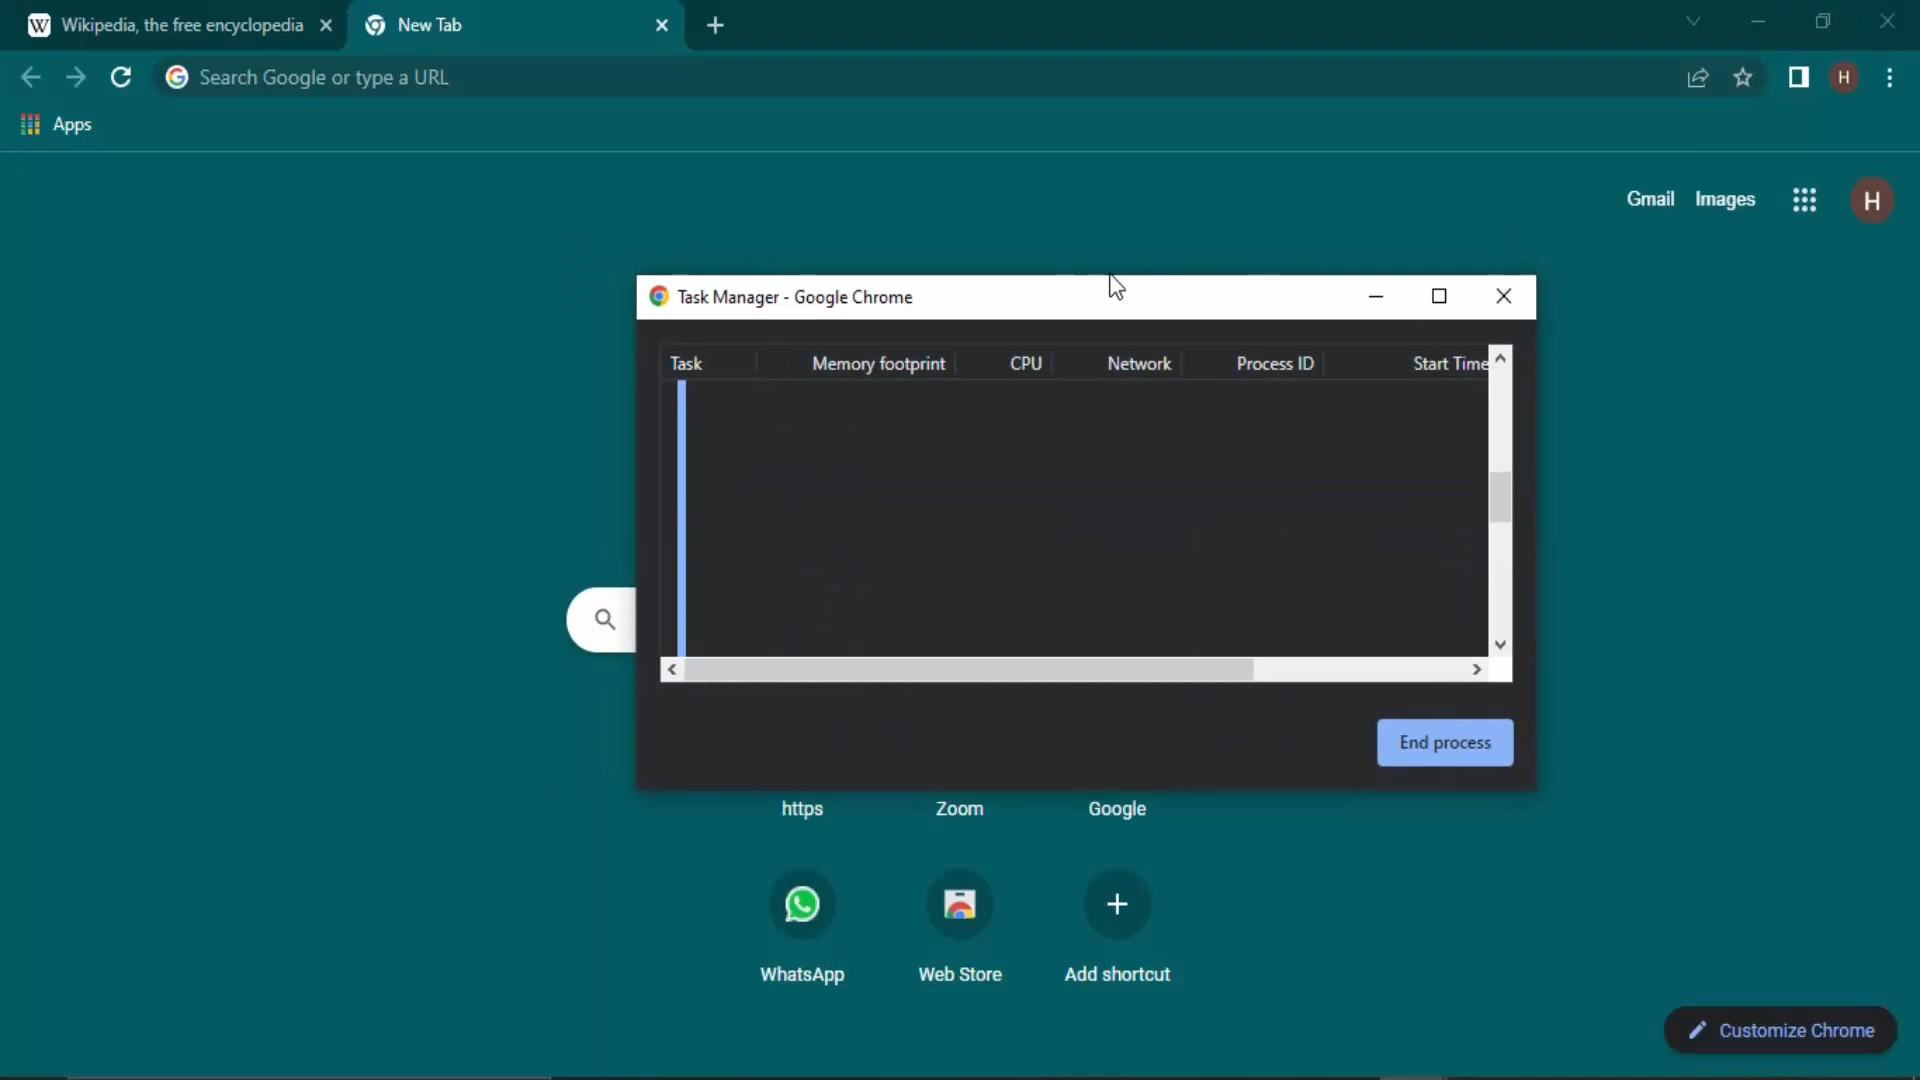 W Wikipedia, the free encyclopedia
New Tab
Search Google or type a URL
H
Apps
Gmail Images
H
Task Manager - Google Chrome
Task Memory footprint CPU Network Process ID Start Time
End process
https Zoom Google
WhatsApp Web Store Add shortcut
Customize Chrome